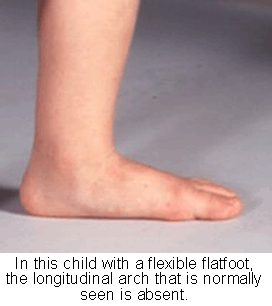 In this child with a flexible flatfoot,
the longitudinal arch that is normally
seen is absent.